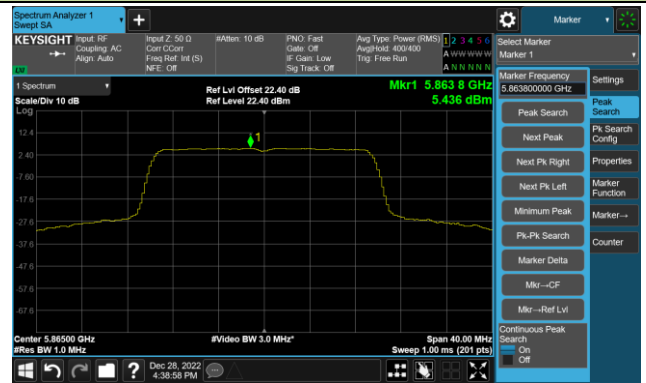 Spectrum Analyzer 1
Swept SA
Marker
KEYSIGHT
Input: RF
Coupling: AC
Align: Auto
Input Z: 50 Ω
Corr CCorr
Freq Ref: Int (S)
NFE: Off
#Atten: 10 dB
PNO: Fast
Gate: Off
IF Gain: Low
Sig Track: Off
Avg Type: Power (RMS)
Avg|Hold: 400/400
Trig: Free Run
1 2 3 4 5 6
A W W W W W
A N N N N N
LW
Select Marker
Marker 1
1 Spectrum
Scale/Div 10 dB
Log
Ref Lvl Offset 22.40 dB
Ref Level 22.40 dBm
Mkr1 5.863 8 GHz
5.436 dBm
12.4
2.40
-7.60
-17.6
-27.6
-37.6
-47.6
-57.6
-67.6
1
Center 5.86500 GHz
#Res BW 1.0 MHz
#Video BW 3.0 MHz*
Span 40.00 MHz
Sweep 1.00 ms (201 pts)
Marker Frequency
5.863800000 GHz
Peak Search
Next Peak
Next Pk Right
Next Pk Left
Minimum Peak
Pk-Pk Search
Marker Delta
Mkr→CF
Mkr→Ref Lvl
Continuous Peak
Search
On
Off
Settings
Peak
Search
Pk Search
Config
Properties
Marker
Function
Marker→
Counter
?
Dec 28, 2022
4:38:58 PM